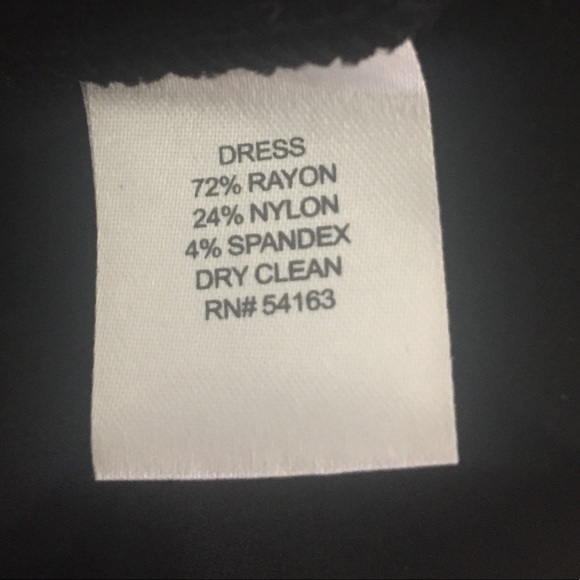 DRESS
72% RAYON
24% NYLON
4% SPANDEX
DRY CLEAN
RN# 54163